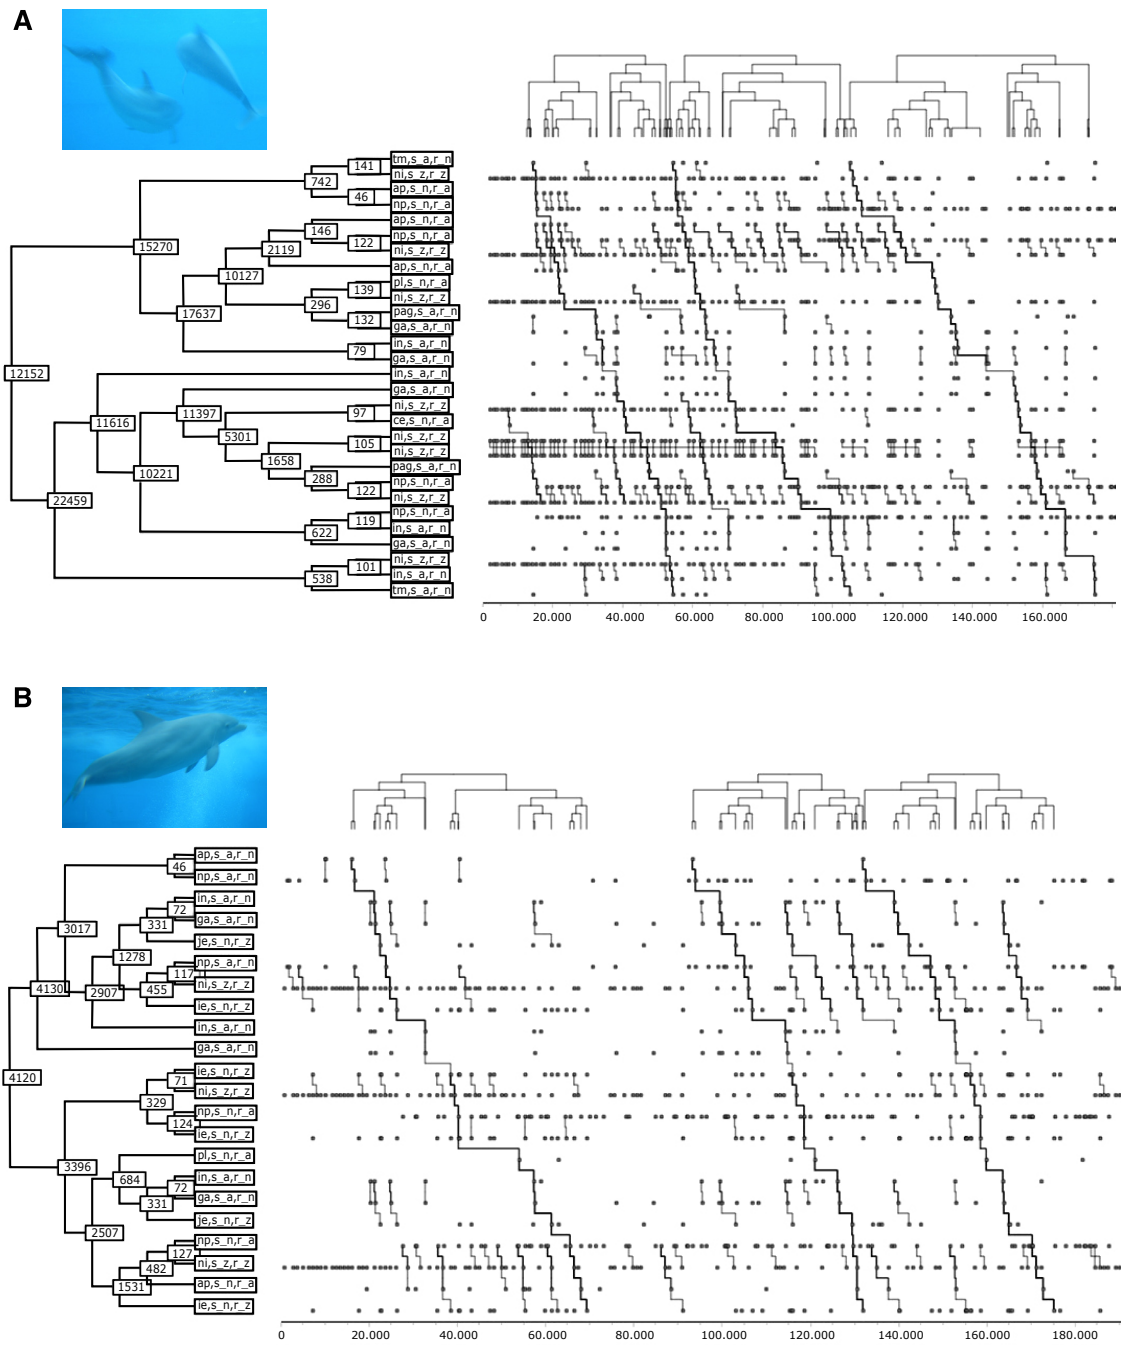 A
tm,s_a,r_n
141
ni,s_z,r_z
742
ap,s_n,r_a
46
np,s_n,r_a
ap,s_n,r_a
146
np,s_n,r_a
122
15270
2119
ni,s_z,r_z
ap,s_n,r_a
10127
pl,s_n,r_a
139
ni,s_z,r_z
296
17637
pag,s_a,r_n
132
ga,s_a,r_n
in,s_a,r_n
79
ga,s_a,r_n
12152
in,s_a,r_n
ga,s_a,r_n
ni,s_z,r_z
11397
97
11616
ce,s_n,r_a
5301
ni,s_z,r_z
105
ni,s_z,r_z
1658
pag,s_a,r_n
10221
288
np,s_n,r_a
122
22459
ni,s_z,r_z
np,s_n,r_a
119
in,s_a,r_n
622
ga,s_a,r_n
ni,s_z,r_z
101
in,s_a,r_n
538
tm,s_a,r_n
0 20.000 40.000 60.000 80.000 100.000 120.000 140.000 160.000
B
ap,s_a,r_n
46
np,s_a,r_n
in,s_a,r_n
72
ga,s_a,r_n
331
3017
je,s_n,r_z
1278
np,s_a,r_n
117
ni,s_z,r_z
4130
2907
455
ie,s_n,r_z
in,s_a,r_n
ga,s_a,r_n
4120
ie,s_n,r_z
71
ni,s_z,r_z
329
np,s_n,r_a
124
ie,s_n,r_z
pl,s_n,r_a
3396
684
in,s_a,r_n
72
ga,s_a,r_n
331
je,s_n,r_z
2507
np,s_n,r_a
127
ni,s_z,r_z
482
1531
ap,s_n,r_a
ie,s_n,r_z
0 20.000 40.000 60.000 80.000 100.000 120.000 140.000 160.000 180.000